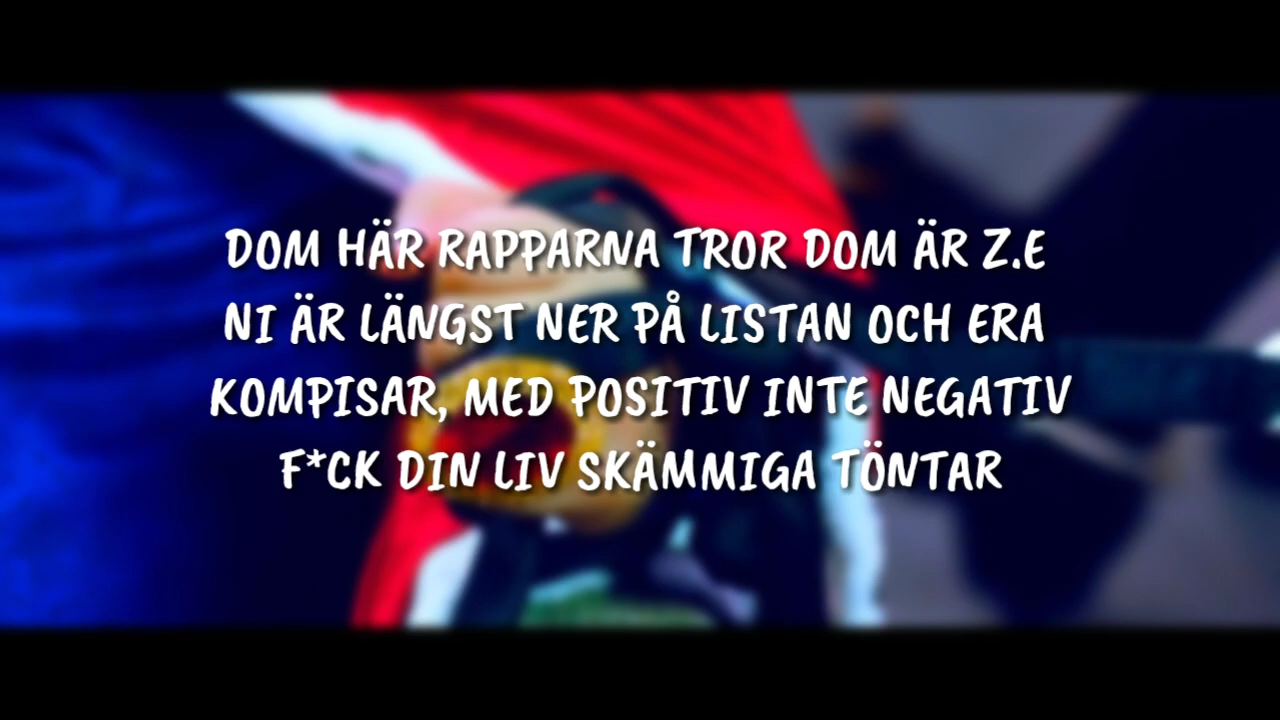 DOM HÄR RAPPARNA TROR DOM ÄR Z.E
NI ÄR LÄNGST NER PÅ LISTAN OCH ERA
KOMPISAR, MED POSITIV INTE NEGATIV
F*CK DIN LIV SKÄMMIGA TÖNTAR